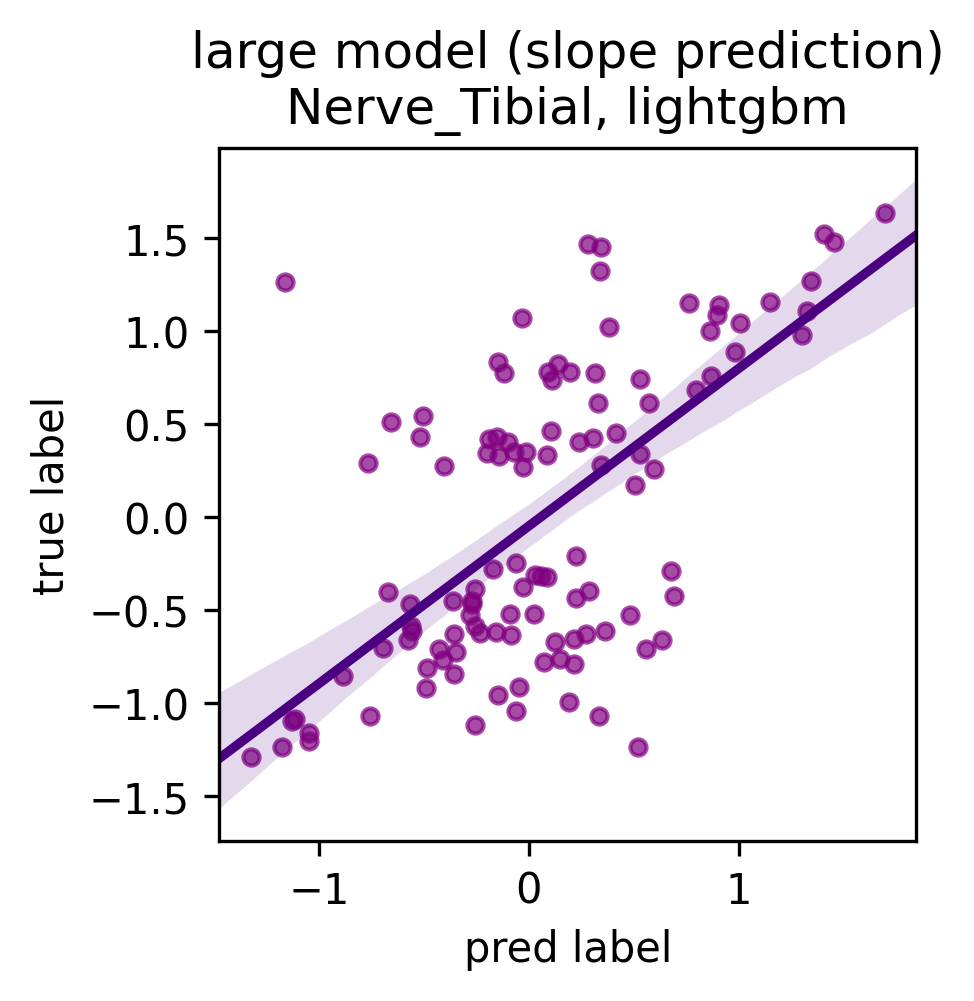 large model (slope prediction)
Nerve_Tibial, lightgbm
1.5
1.0
0.5
0.0
−0.5
−1.0
−1.5
true label
−1 0 1
pred label